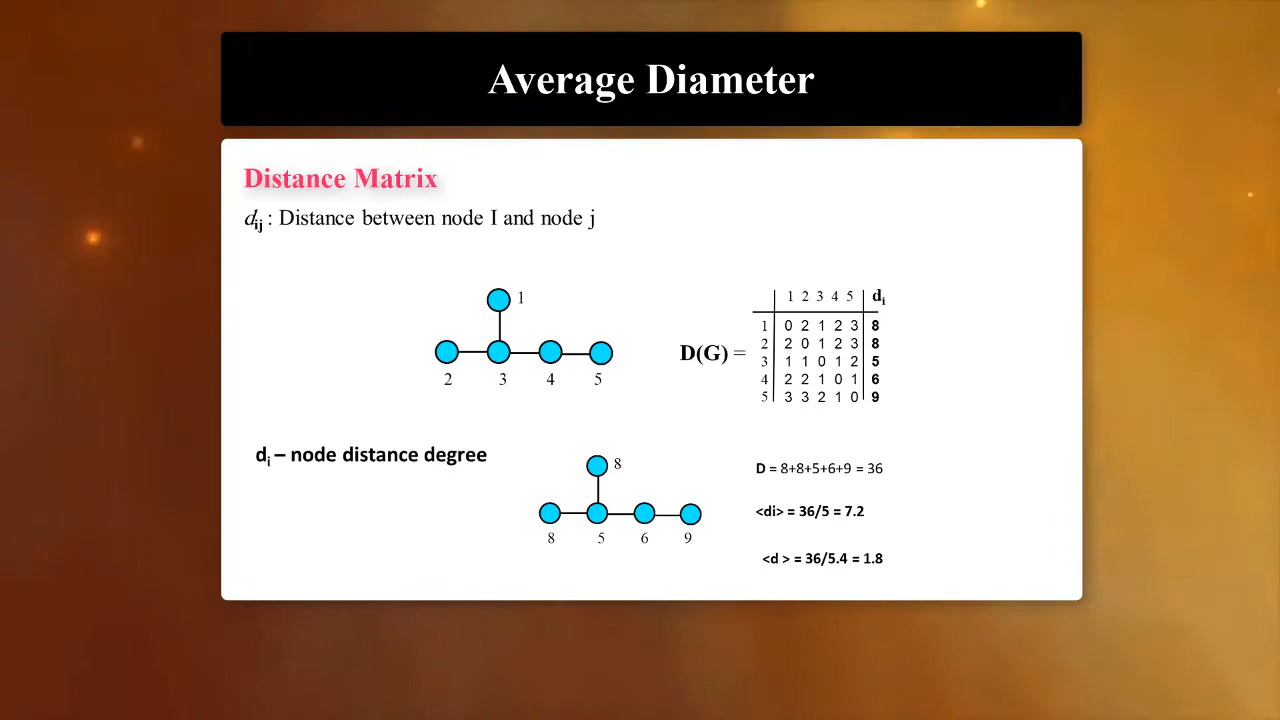 Average Diameter
Distance Matrix
dij : Distance between node I and node j
1
2 3 4 5
D(G) =
1 2 3 4 5 di
1 0 2 1 2 3 8
2 2 0 1 2 3 8
3 1 1 0 1 2 5
4 2 2 1 0 1 6
5 3 3 2 1 0 9
di – node distance degree
8
8 5 6 9
D = 8+8+5+6+9 = 36
<di> = 36/5 = 7.2
<d > = 36/5.4 = 1.8